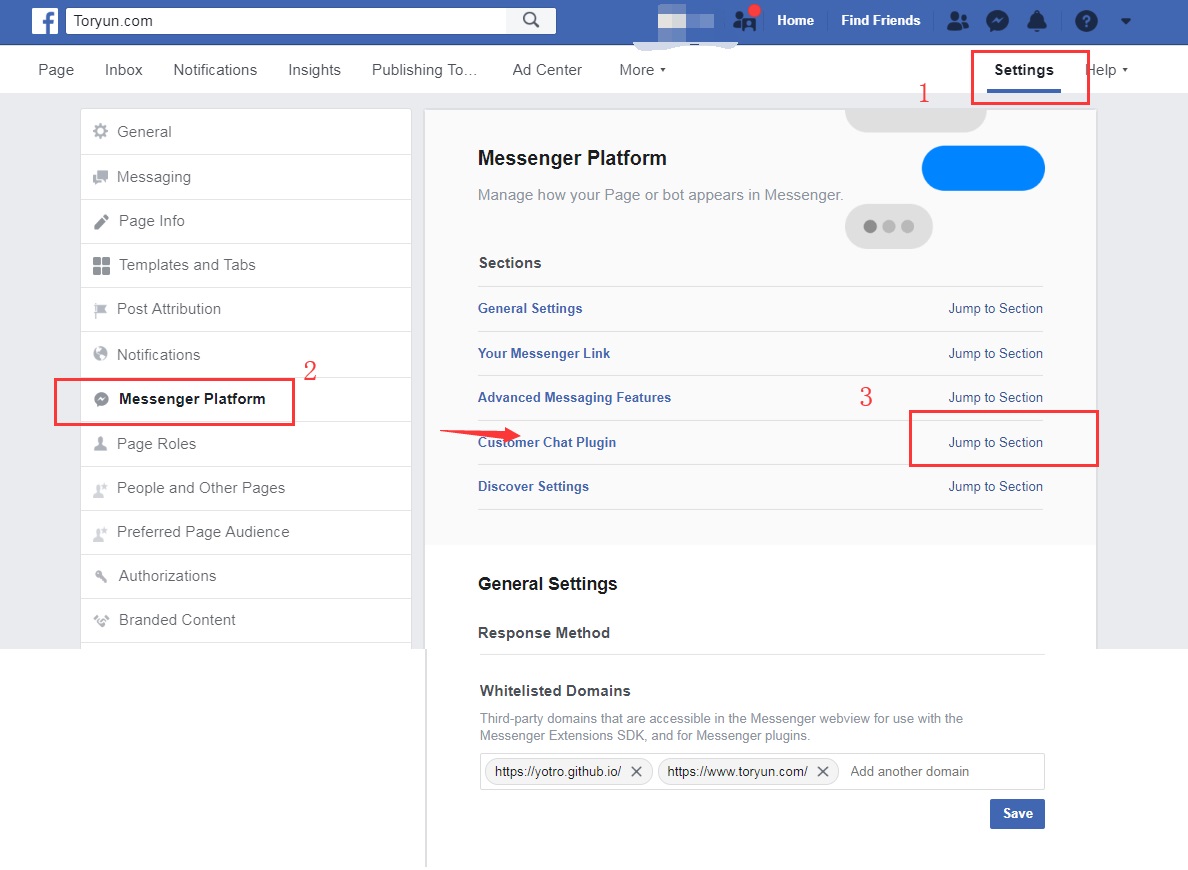 Toryun.com
Home
Find Friends
Page
Inbox
Notifications
Insights
Publishing To...
Ad Center
More
Settings
Help
1
General
Messaging
Page Info
Templates and Tabs
Post Attribution
Notifications
2
Messenger Platform
Page Roles
People and Other Pages
Preferred Page Audience
Authorizations
Branded Content
Messenger Platform
Manage how your Page or bot appears in Messenger.
Sections
General Settings Jump to Section
Your Messenger Link Jump to Section
Advanced Messaging Features Jump to Section
3
Customer Chat Plugin Jump to Section
Discover Settings Jump to Section
General Settings
Response Method
Whitelisted Domains
Third-party domains that are accessible in the Messenger webview for use with the
Messenger Extensions SDK, and for Messenger plugins.
https://yotro.github.io/ https://www.toryun.com/ Add another domain
Save